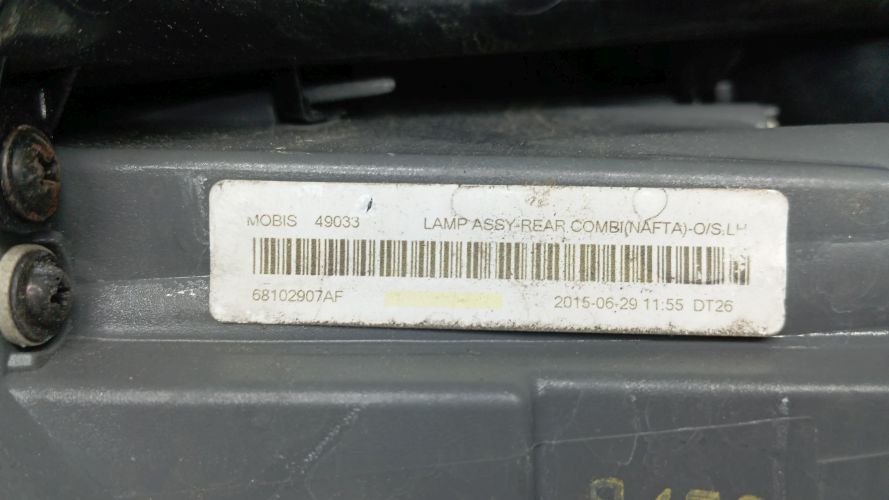 MOBIS 49033 LAMP ASSY-REAR COMBI(NAFTA)-O/S.LH
68102907AF 2015-06-29 11:55 DT26